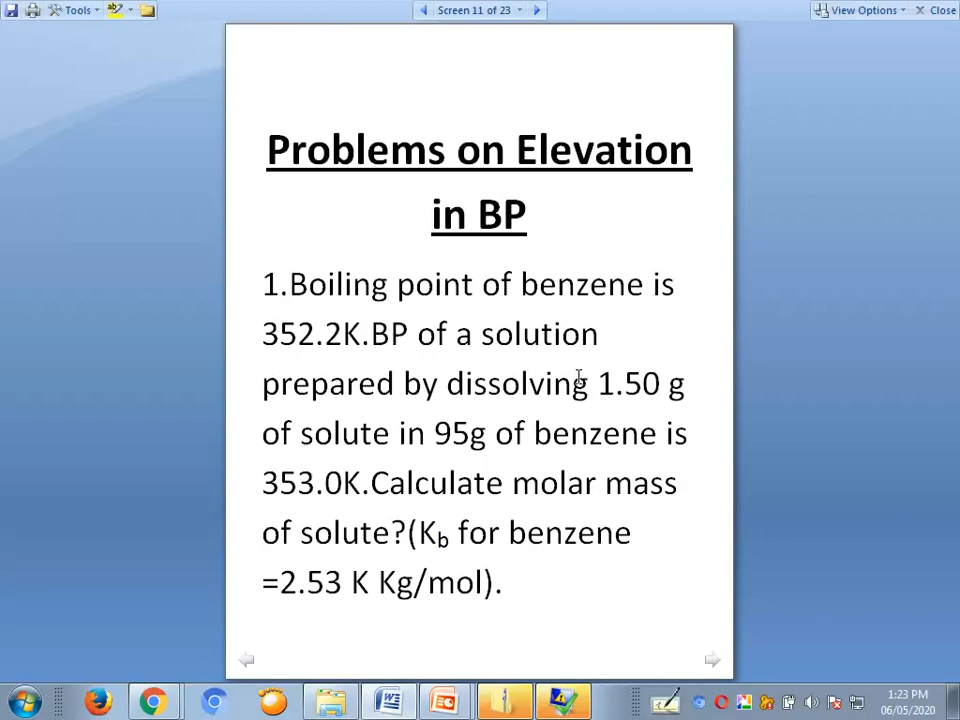 Tools
Screen 11 of 23
View Options
Close
Problems on Elevation
in BP
1.Boiling point of benzene is
352.2K.BP of a solution
prepared by dissolving 1.50 g
of solute in 95g of benzene is
353.0K.Calculate molar mass
of solute?(Kb for benzene
=2.53 K Kg/mol).
1:23 PM
06/05/2020